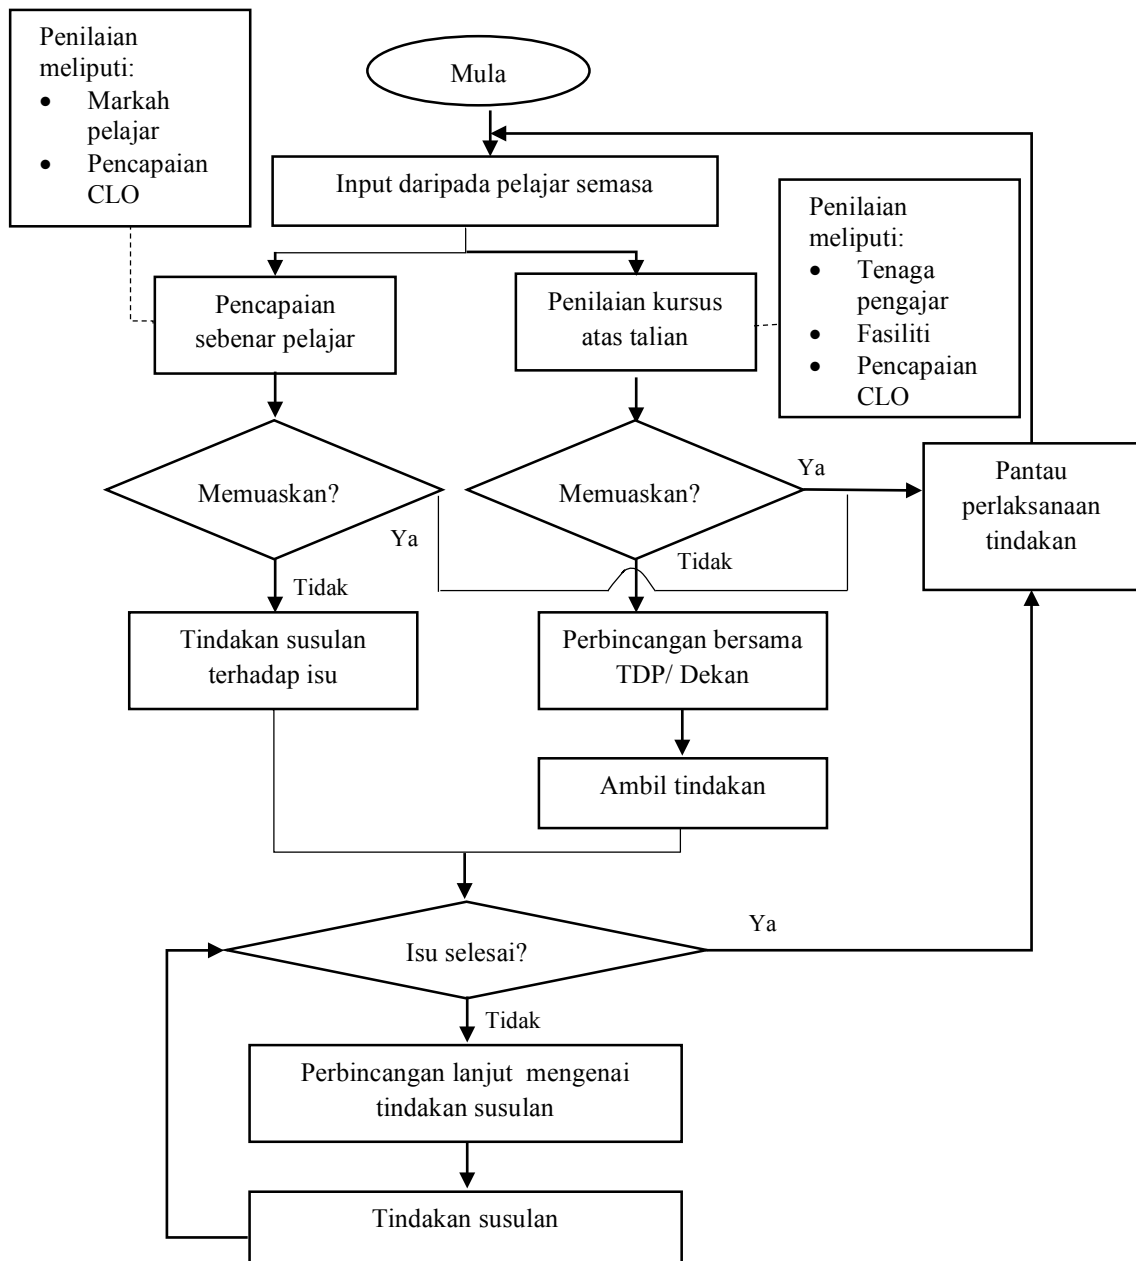 Penilaian
meliputi:
• Markah
pelajar
• Pencapaian
CLO
Mula
Input daripada pelajar semasa
Penilaian
meliputi:
• Tenaga
pengajar
• Fasiliti
• Pencapaian
CLO
Pencapaian
sebenar pelajar
Penilaian kursus
atas talian
Memuaskan?
Ya
Tidak
Memuaskan?
Ya
Tidak
Pantau
perlaksanaan
tindakan
Tindakan susulan
terhadap isu
Perbincangan bersama
TDP/ Dekan
Ambil tindakan
Isu selesai?
Ya
Tidak
Perbincangan lanjut mengenai
tindakan susulan
Tindakan susulan